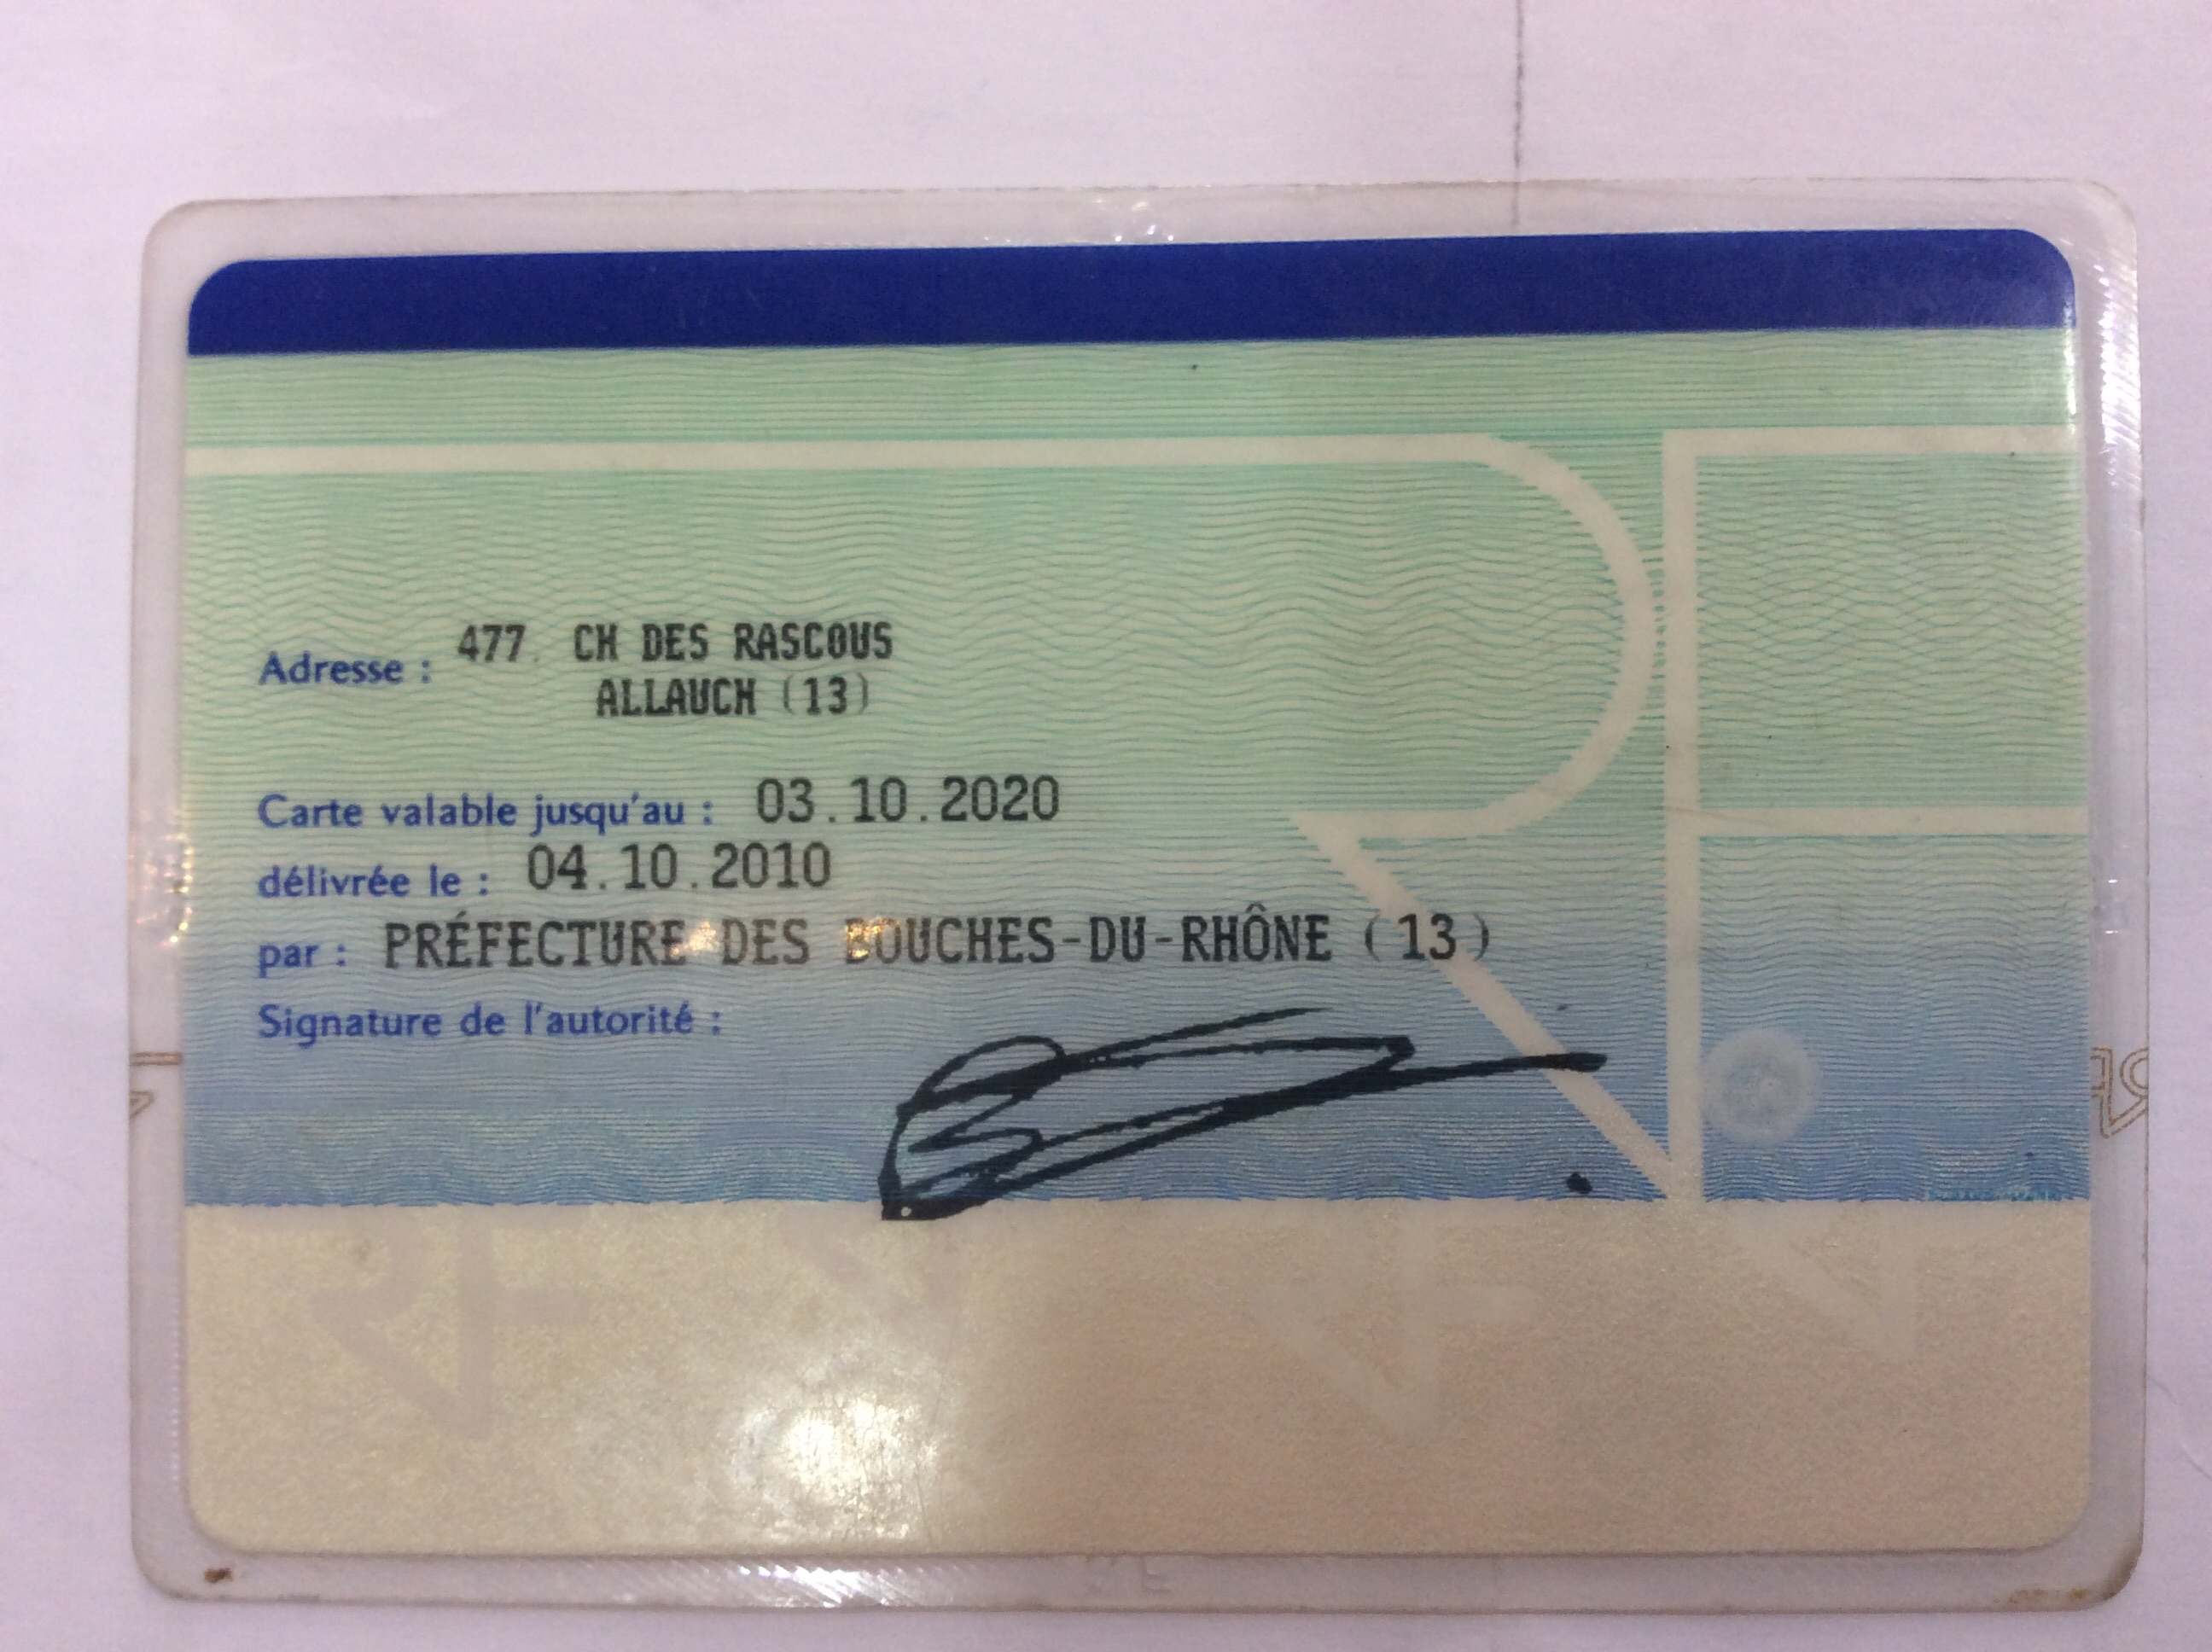 Adresse : 477. CH DES RASCOUS
ALLAUCH (13)
Carte valable jusqu'au : 03.10.2020
délivrée le : 04.10.2010
par : PRÉFECTURE DES BOUCHES-DU-RHÔNE (13)
Signature de l'autorité :
RF